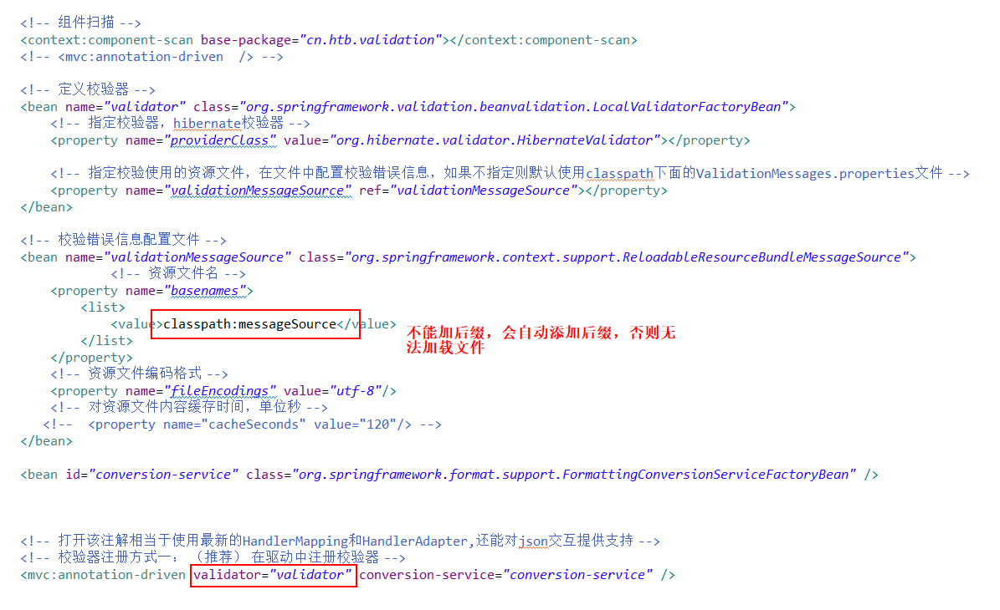 <!-- 组件扫描 -->
<context:component-scan base-package="cn.htb.validation"></context:component-scan>
<!-- <mvc:annotation-driven  /> -->
<!-- 定义校验器 -->
<bean name="validator" class="org.springframework.validation.beanvalidation.LocalValidatorFactoryBean">
<!-- 指定校验器，hibernate校验器 -->
<property name="providerClass" value="org.hibernate.validator.HibernateValidator"></property>
<!-- 指定校验使用的资源文件，在文件中配置校验错误信息，如果不指定则默认使用classpath下面的ValidationMessages.properties文件 -->
<property name="validationMessageSource" ref="validationMessageSource"></property>
</bean>
<!-- 校验错误信息配置文件 -->
<bean name="validationMessageSource" class="org.springframework.context.support.ReloadableResourceBundleMessageSource">
<!-- 资源文件名 -->
<property name="basenames">
<list>
<value>classpath:messageSource</value>
不能加后缀，会自动添加后缀，否则无
法加载文件
</list>
</property>
<!-- 资源文件编码格式 -->
<property name="fileEncodings" value="utf-8"/>
<!-- 对资源文件内容缓存时间，单位秒 -->
<!--  <property name="cacheSeconds" value="120"/> -->
</bean>
<bean id="conversion-service" class="org.springframework.format.support.FormattingConversionServiceFactoryBean" />
<!-- 打开该注解相当于使用最新的HandlerMapping和HandlerAdapter,还能对json交互提供支持 -->
<!-- 校验器注册方式一： （推荐） 在驱动中注册校验器 -->
<mvc:annotation-driven validator="validator" conversion-service="conversion-service" />